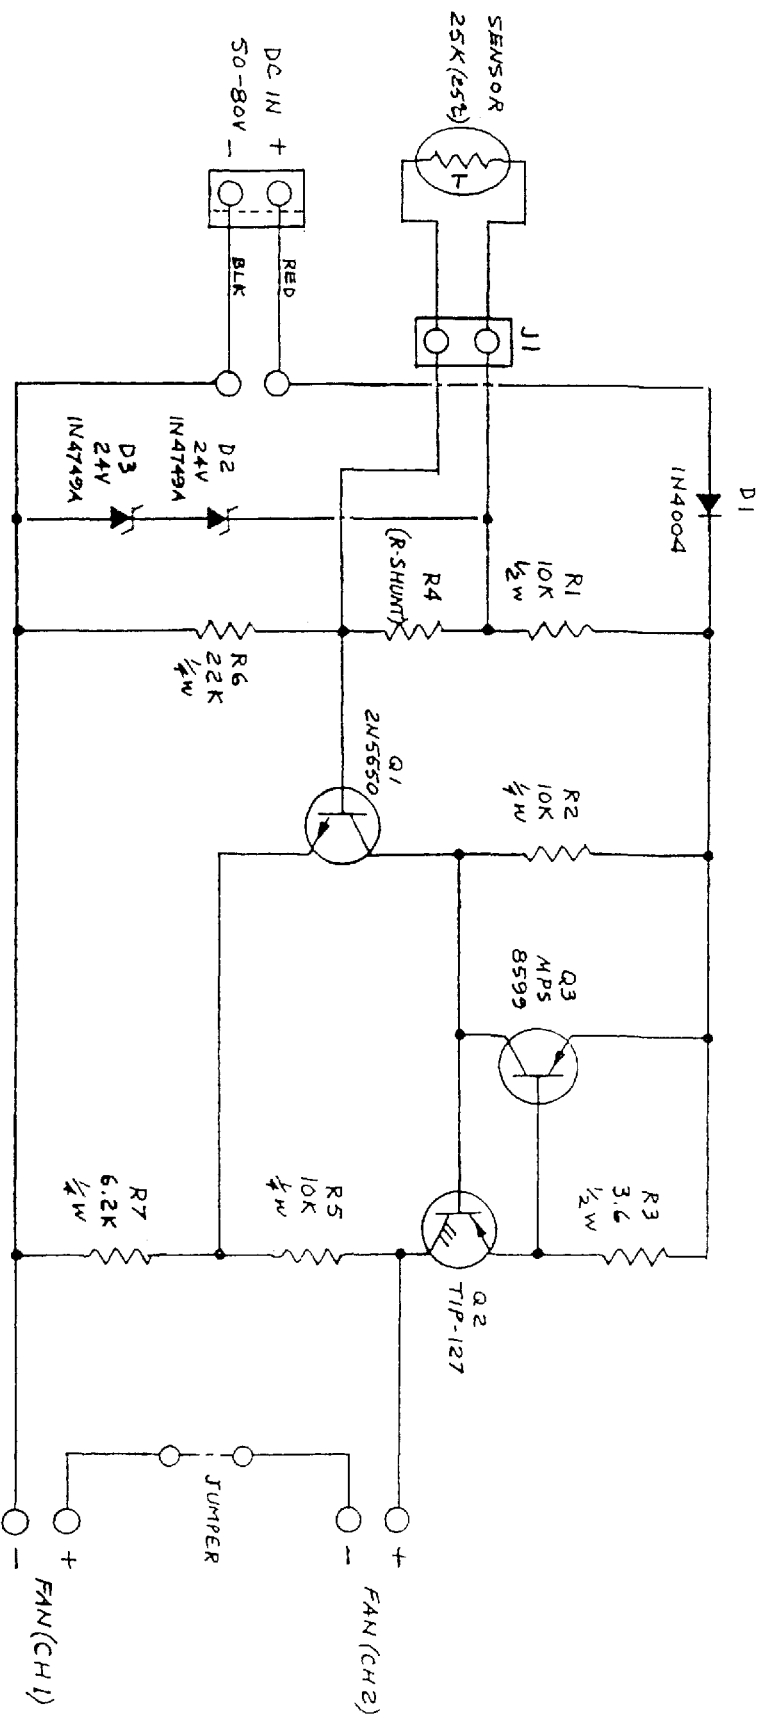 SENSOR
25K(25°C)
T
DC IN +
50-80V -
RED
BLK
J1
D1
1N4004
D2
24V
1N4749A
D3
24V
1N4749A
R1
10K
½W
R4
(R-SHUNT)
R6
22K
¼W
Q1
2N5550
R2
10K
¼W
Q3
MPS
8599
R3
3.6
½W
Q2
TIP-127
R5
10K
¼W
R7
6.2K
¼W
JUMPER
+
-
FAN (CH2)
+
-
FAN (CH1)